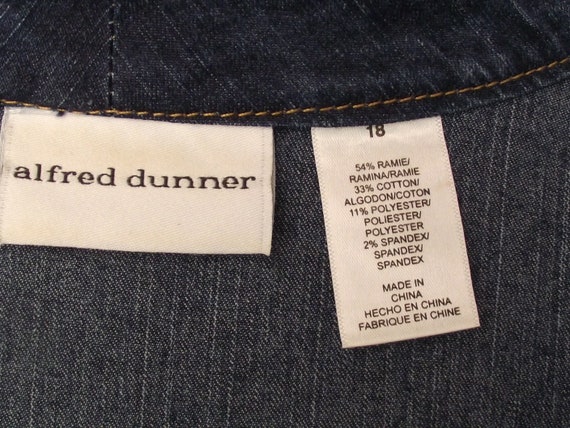 alfred dunner
18
54% RAMIE/
RAMINA/RAMIE
33% COTTON/
ALGODON/COTON
11% POLYESTER/
POLIESTER/
POLYESTER
2% SPANDEX/
SPANDEX/
SPANDEX
MADE IN
CHINA
HECHO EN CHINA
FABRIQUE EN CHINE